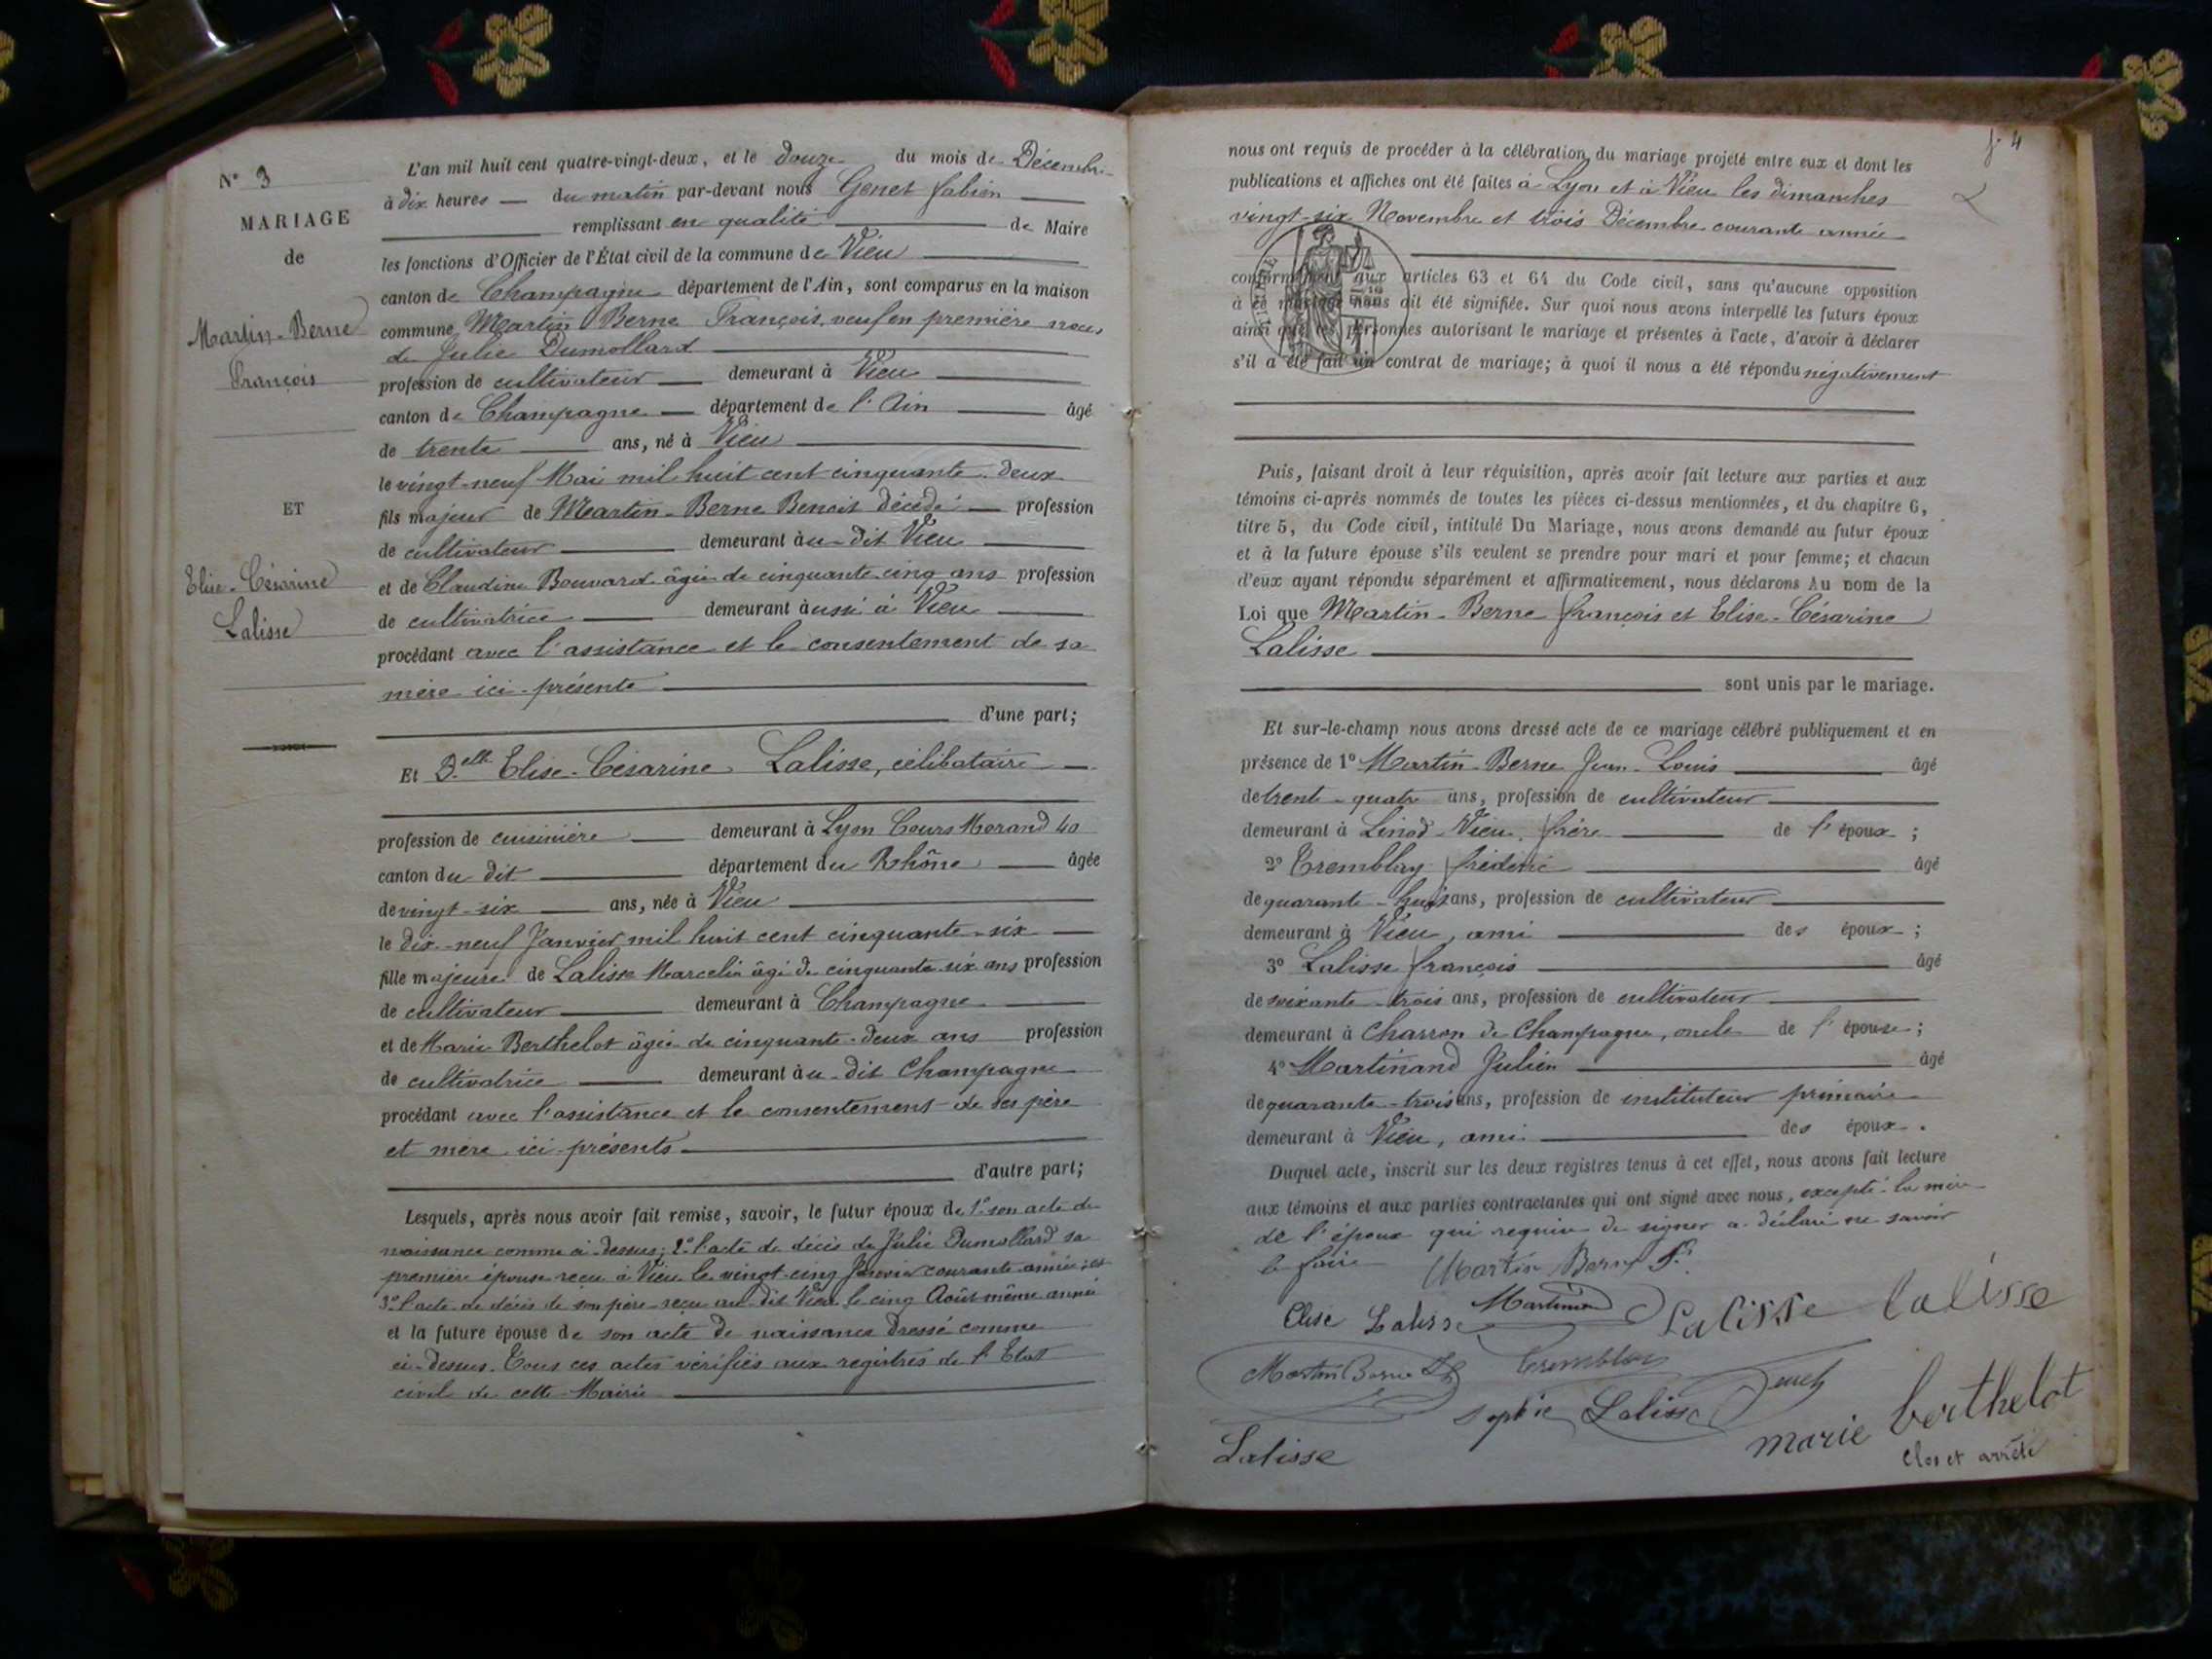 N° 3
MARIAGE
de
Martin-Berne
François
ET
Elise-Césarine
Lalisse
L'an mil huit cent quatre-vingt-deux, et le douze du mois de Décembre
à dix heures du matin par-devant nous Genet fabien
remplissant en qualité de Maire
les fonctions d'Officier de l'État civil de la commune de Vieu
canton de Champagne département de l'Ain, sont comparus en la maison
commune Martin Berne François, veuf en première noces
de Julie Dumollard
profession de cultivateur demeurant à Vieu
canton de Champagne département de l'Ain âgé
de trente ans, né à Vieu
le vingt-neuf Mai mil huit cent cinquante-deux
fils majeur de Martin-Berne Benoit décédé profession
de cultivateur demeurant au-dit Vieu
et de Claudine Bouvard âgée de cinquante-cinq ans profession
de cultivatrice demeurant aussi à Vieu
procédant avec l'assistance et le consentement de sa
mère ici-présente
d'une part;
Et Delle Elise-Césarine Lalisse, célibataire
profession de cuisinière demeurant à Lyon Cours Morand 40
canton du dit département du Rhône âgée
de vingt-six ans, née à Vieu
le dix-neuf Janvier mil huit cent cinquante-six
fille majeure de Lalisse Marcelin âgé de cinquante-six ans profession
de cultivateur demeurant à Champagne
et de Marie Berthelot âgée de cinquante-deux ans profession
de cultivatrice demeurant au-dit Champagne
procédant avec l'assistance et le consentement de ses père
et mère ici-présents
d'autre part;
Lesquels, après nous avoir fait remise, savoir, le futur époux de 1° son acte de
naissance comme ci-dessus; 2° l'acte de décès de Julie Dumollard sa
première épouse reçu à Vieu le vingt-cinq Janvier courante année; et
3° l'acte de décès de son père reçu au-dit Vieu le cinq Août même année
et la future épouse de son acte de naissance dressé comme
ci-dessus. Tous ces actes vérifiés aux registres de l'Etat
civil de cette Mairie
f. 4
nous ont requis de procéder à la célébration du mariage projeté entre eux et dont les
publications et affiches ont été faites à Lyon et à Vieu les dimanches
vingt-six Novembre et trois Décembre courante année
conformément aux articles 63 et 64 du Code civil, sans qu'aucune opposition
à ce mariage nous ait été signifiée. Sur quoi nous avons interpellé les futurs époux
ainsi que les personnes autorisant le mariage et présentes à l'acte, d'avoir à déclarer
s'il a été fait un contrat de mariage; à quoi il nous a été répondu négativement
Puis, faisant droit à leur réquisition, après avoir fait lecture aux parties et aux
témoins ci-après nommés de toutes les pièces ci-dessus mentionnées, et du chapitre 6,
titre 5, du Code civil, intitulé Du Mariage, nous avons demandé au futur époux
et à la future épouse s'ils veulent se prendre pour mari et pour femme; et chacun
d'eux ayant répondu séparément et affirmativement, nous déclarons Au nom de la
Loi que Martin-Berne françois et Elise-Césarine
Lalisse
sont unis par le mariage.
Et sur-le-champ nous avons dressé acte de ce mariage célébré publiquement et en
présence de 1° Martin-Berne Jean-Louis âgé
de trente-quatre ans, profession de cultivateur
demeurant à Linod-Vieu, frère de l'époux;
2° Tremblay frédéric âgé
de quarante-huit ans, profession de cultivateur
demeurant à Vieu, ami des époux;
3° Lalisse françois âgé
de soixante-trois ans, profession de cultivateur
demeurant à Charron de Champagne, oncle de l'épouse;
4° Martinand Julien âgé
de quarante-trois ans, profession de instituteur primaire
demeurant à Vieu, ami des époux.
Duquel acte, inscrit sur les deux registres tenus à cet effet, nous avons fait lecture
aux témoins et aux parties contractantes qui ont signé avec nous, excepté la mère
de l'époux qui requise de signer a déclaré ne savoir
le faire Martin Berne F.
Elise Lalisse Martinand Lalisse lalisse
Martin Berne Tremblay
sophie Lalisse Genet
Lalisse marie berthelot
Clos et arrêté